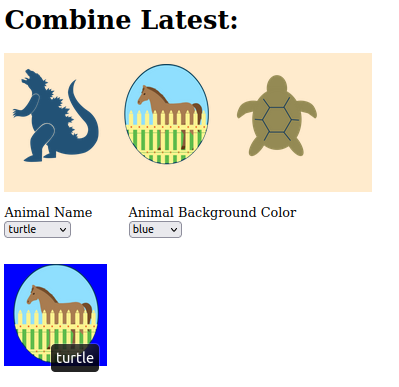 Combine Latest:
Animal Name Animal Background Color
turtle blue
turtle